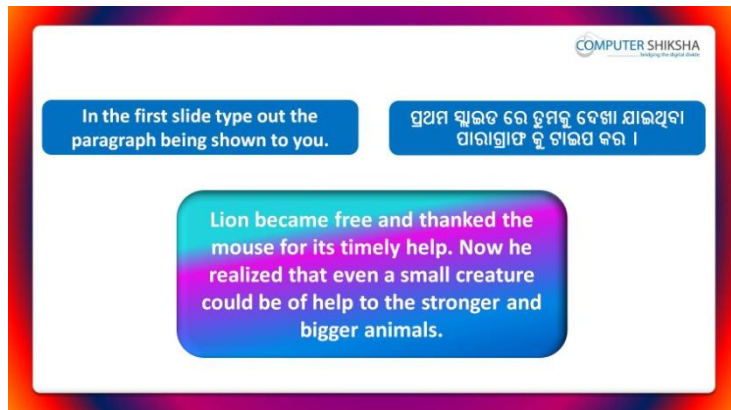 COMPUTER SHIKSHA
bridging the digital divide
In the first slide type out the
paragraph being shown to you.
ପ୍ରଥମ ସ୍ଲାଇଡ ରେ ତୁମକୁ ଦେଖା ଯାଇଥିବା
ପାରାଗ୍ରାଫ କୁ ଟାଇପ କର ।
Lion became free and thanked the
mouse for its timely help. Now he
realized that even a small creature
could be of help to the stronger and
bigger animals.